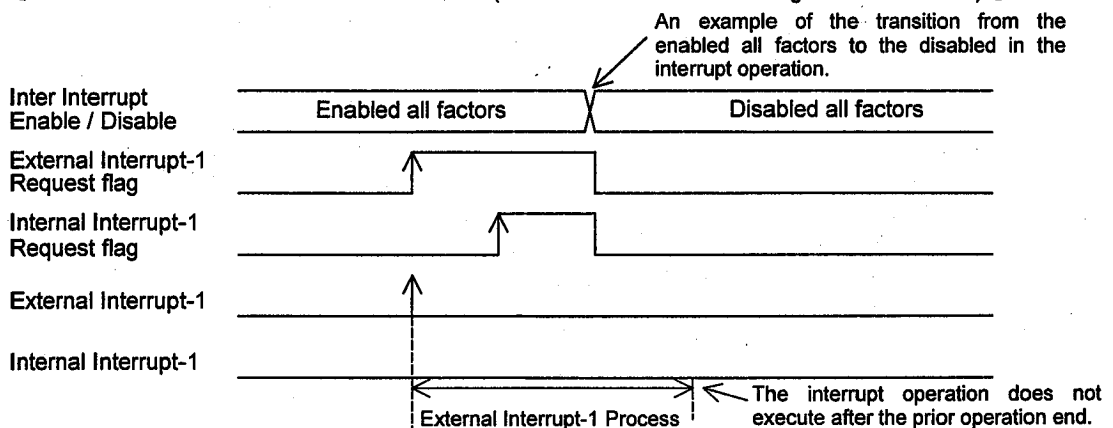 An example of the transition from the
enabled all factors to the disabled in the
interrupt operation.
Inter Interrupt
Enable / Disable
Enabled all factors
Disabled all factors
External Interrupt-1
Request flag
Internal Interrupt-1
Request flag
External Interrupt-1
Internal Interrupt-1
External Interrupt-1 Process
The interrupt operation does not
execute after the prior operation end.